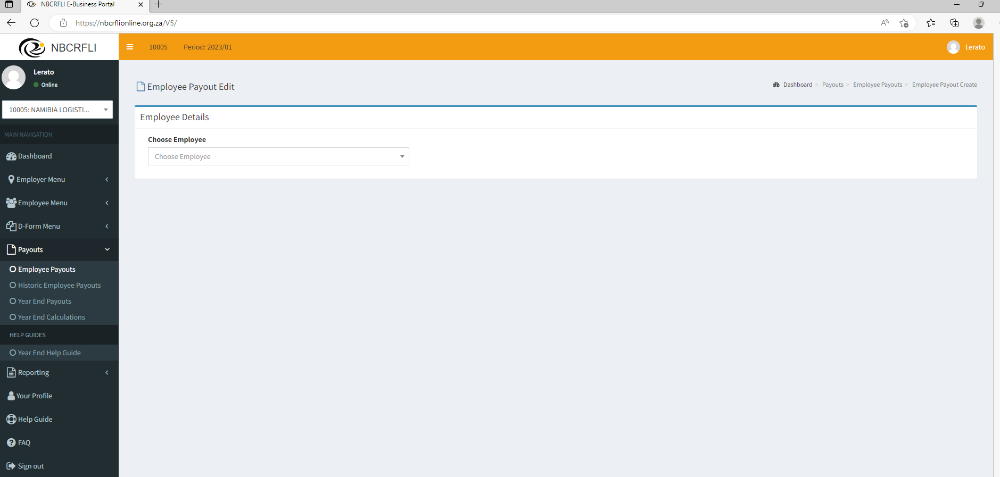 NBCRFLI E-Business Portal
https://nbcrflionline.org.za/V5/
NBCRFLI
10005 Period: 2023/01 Lerato
Lerato
Online
10005: NAMIBIA LOGISTI...
MAIN NAVIGATION
Dashboard
Employer Menu
Employee Menu
D-Form Menu
Payouts
Employee Payouts
Historic Employee Payouts
Year End Payouts
Year End Calculations
HELP GUIDES
Year End Help Guide
Reporting
Your Profile
Help Guide
FAQ
Sign out
Employee Payout Edit
Dashboard > Payouts > Employee Payouts > Employee Payout Create
Employee Details
Choose Employee
Choose Employee